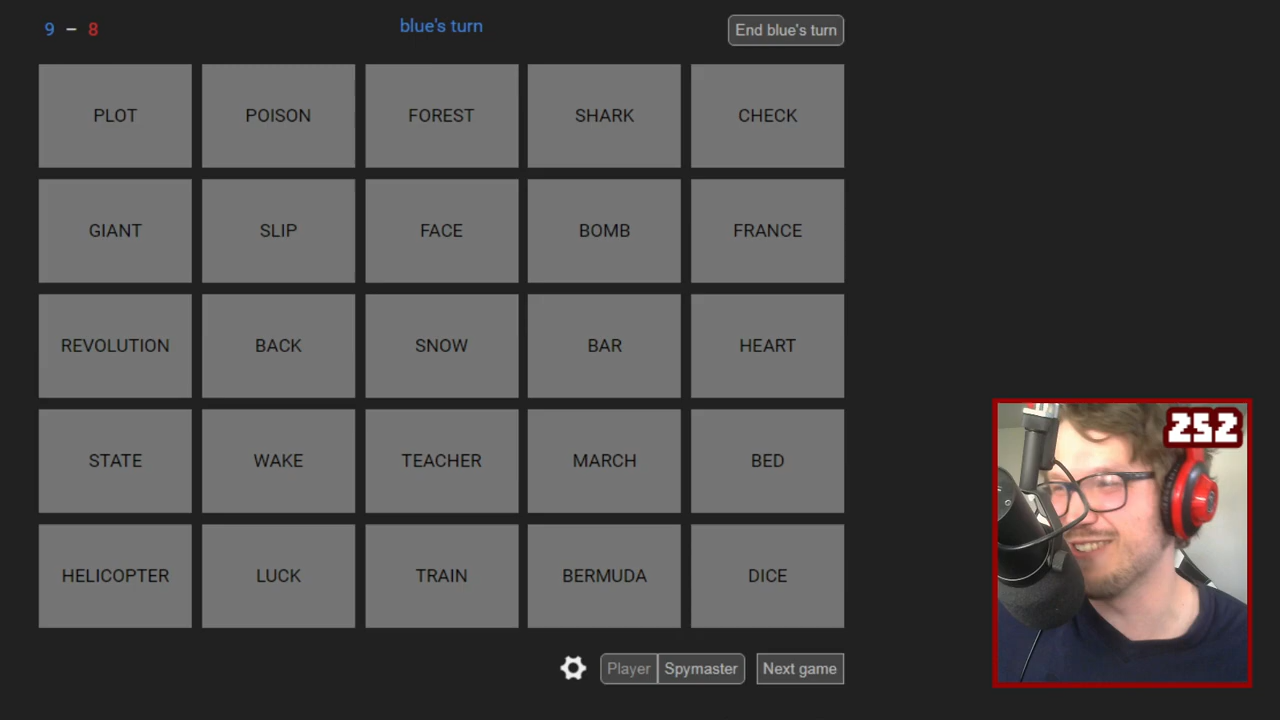 9 – 8
blue's turn
End blue's turn
PLOT
POISON
FOREST
SHARK
CHECK
GIANT
SLIP
FACE
BOMB
FRANCE
REVOLUTION
BACK
SNOW
BAR
HEART
STATE
WAKE
TEACHER
MARCH
BED
HELICOPTER
LUCK
TRAIN
BERMUDA
DICE
Player
Spymaster
Next game
252